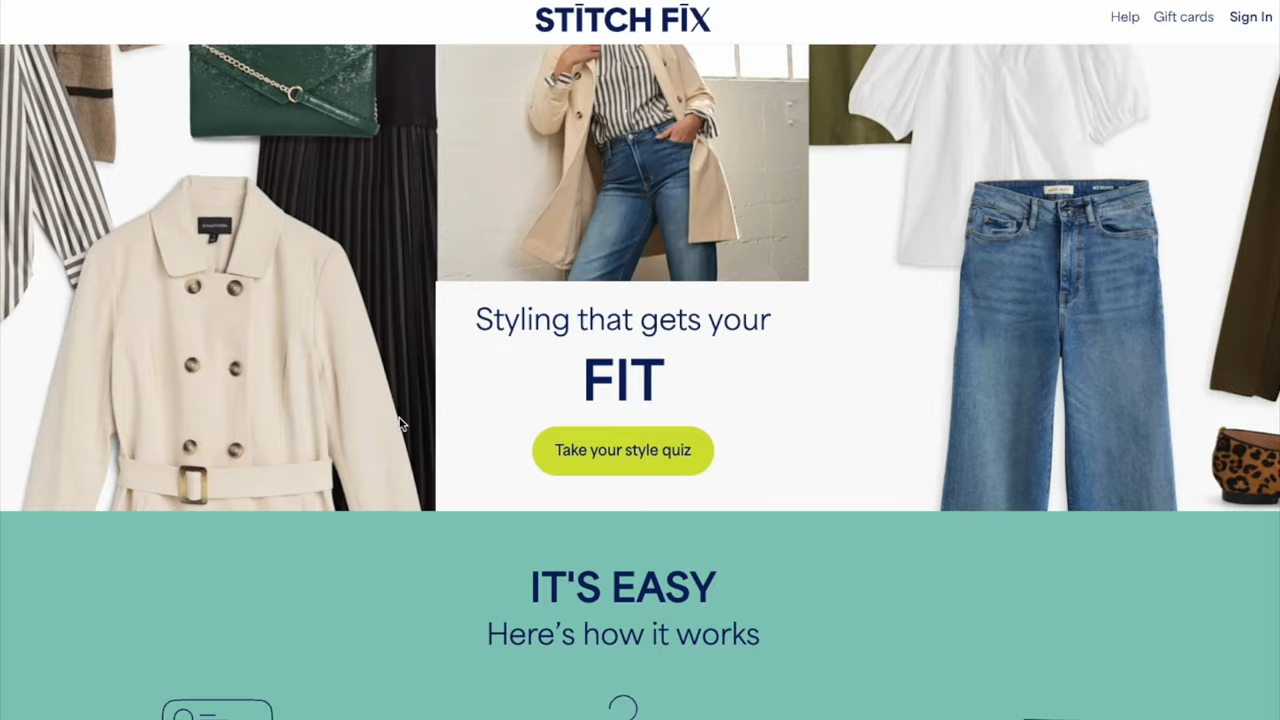 STITCH FIX
Help
Gift cards
Sign In
Styling that gets your
FIT
Take your style quiz
IT'S EASY
Here’s how it works